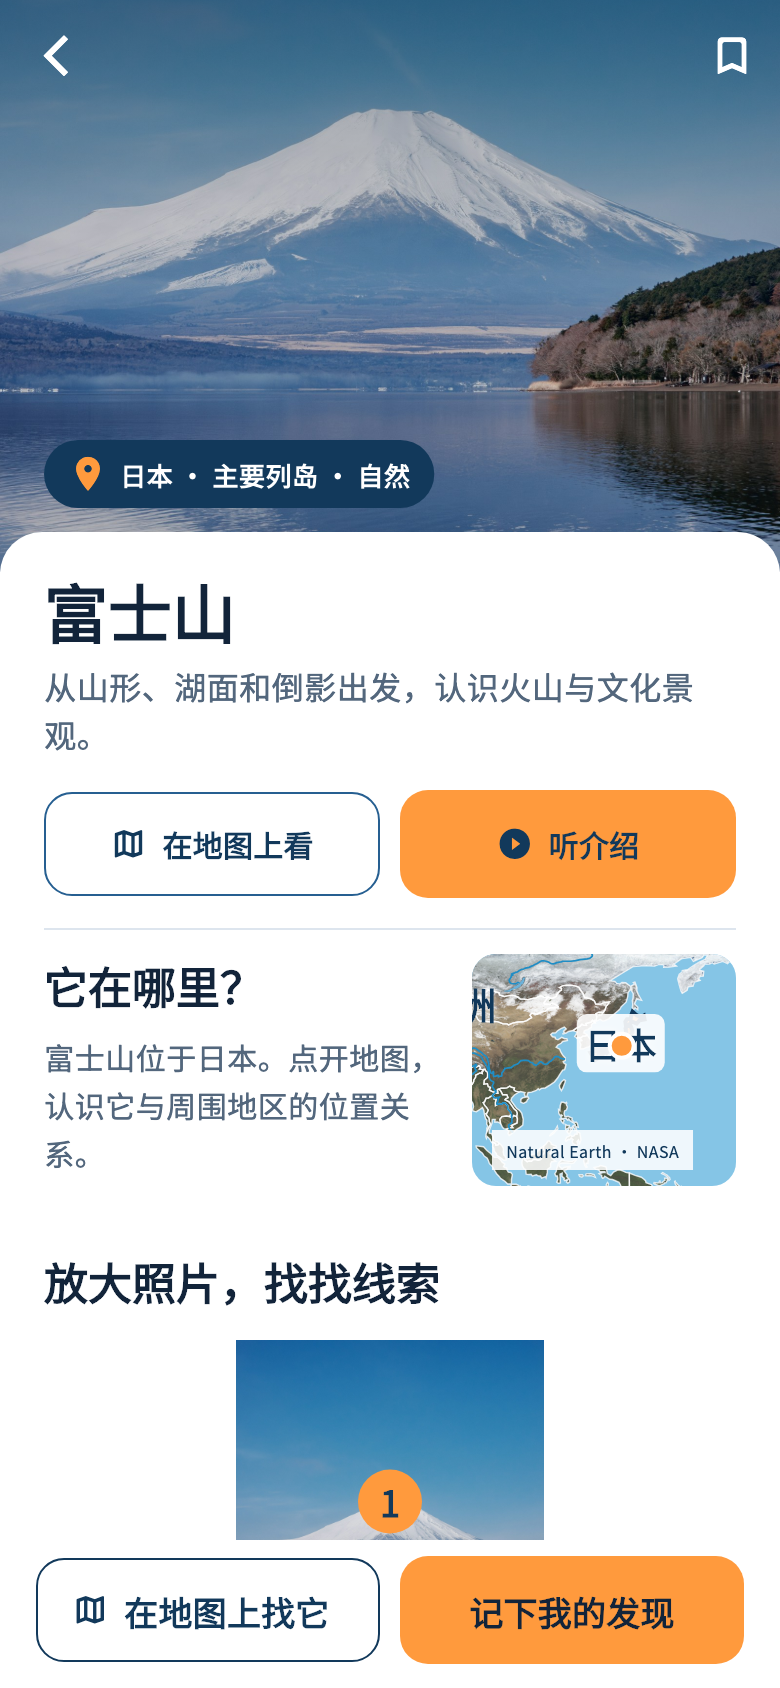 日本 · 主要列岛 · 自然
富士山
从山形、湖面和倒影出发，认识火山与文化景
观。
在地图上看
听介绍
它在哪里？
富士山位于日本。点开地图，
认识它与周围地区的位置关
系。
州
日本
Natural Earth · NASA
放大照片，找找线索
1
在地图上找它
记下我的发现